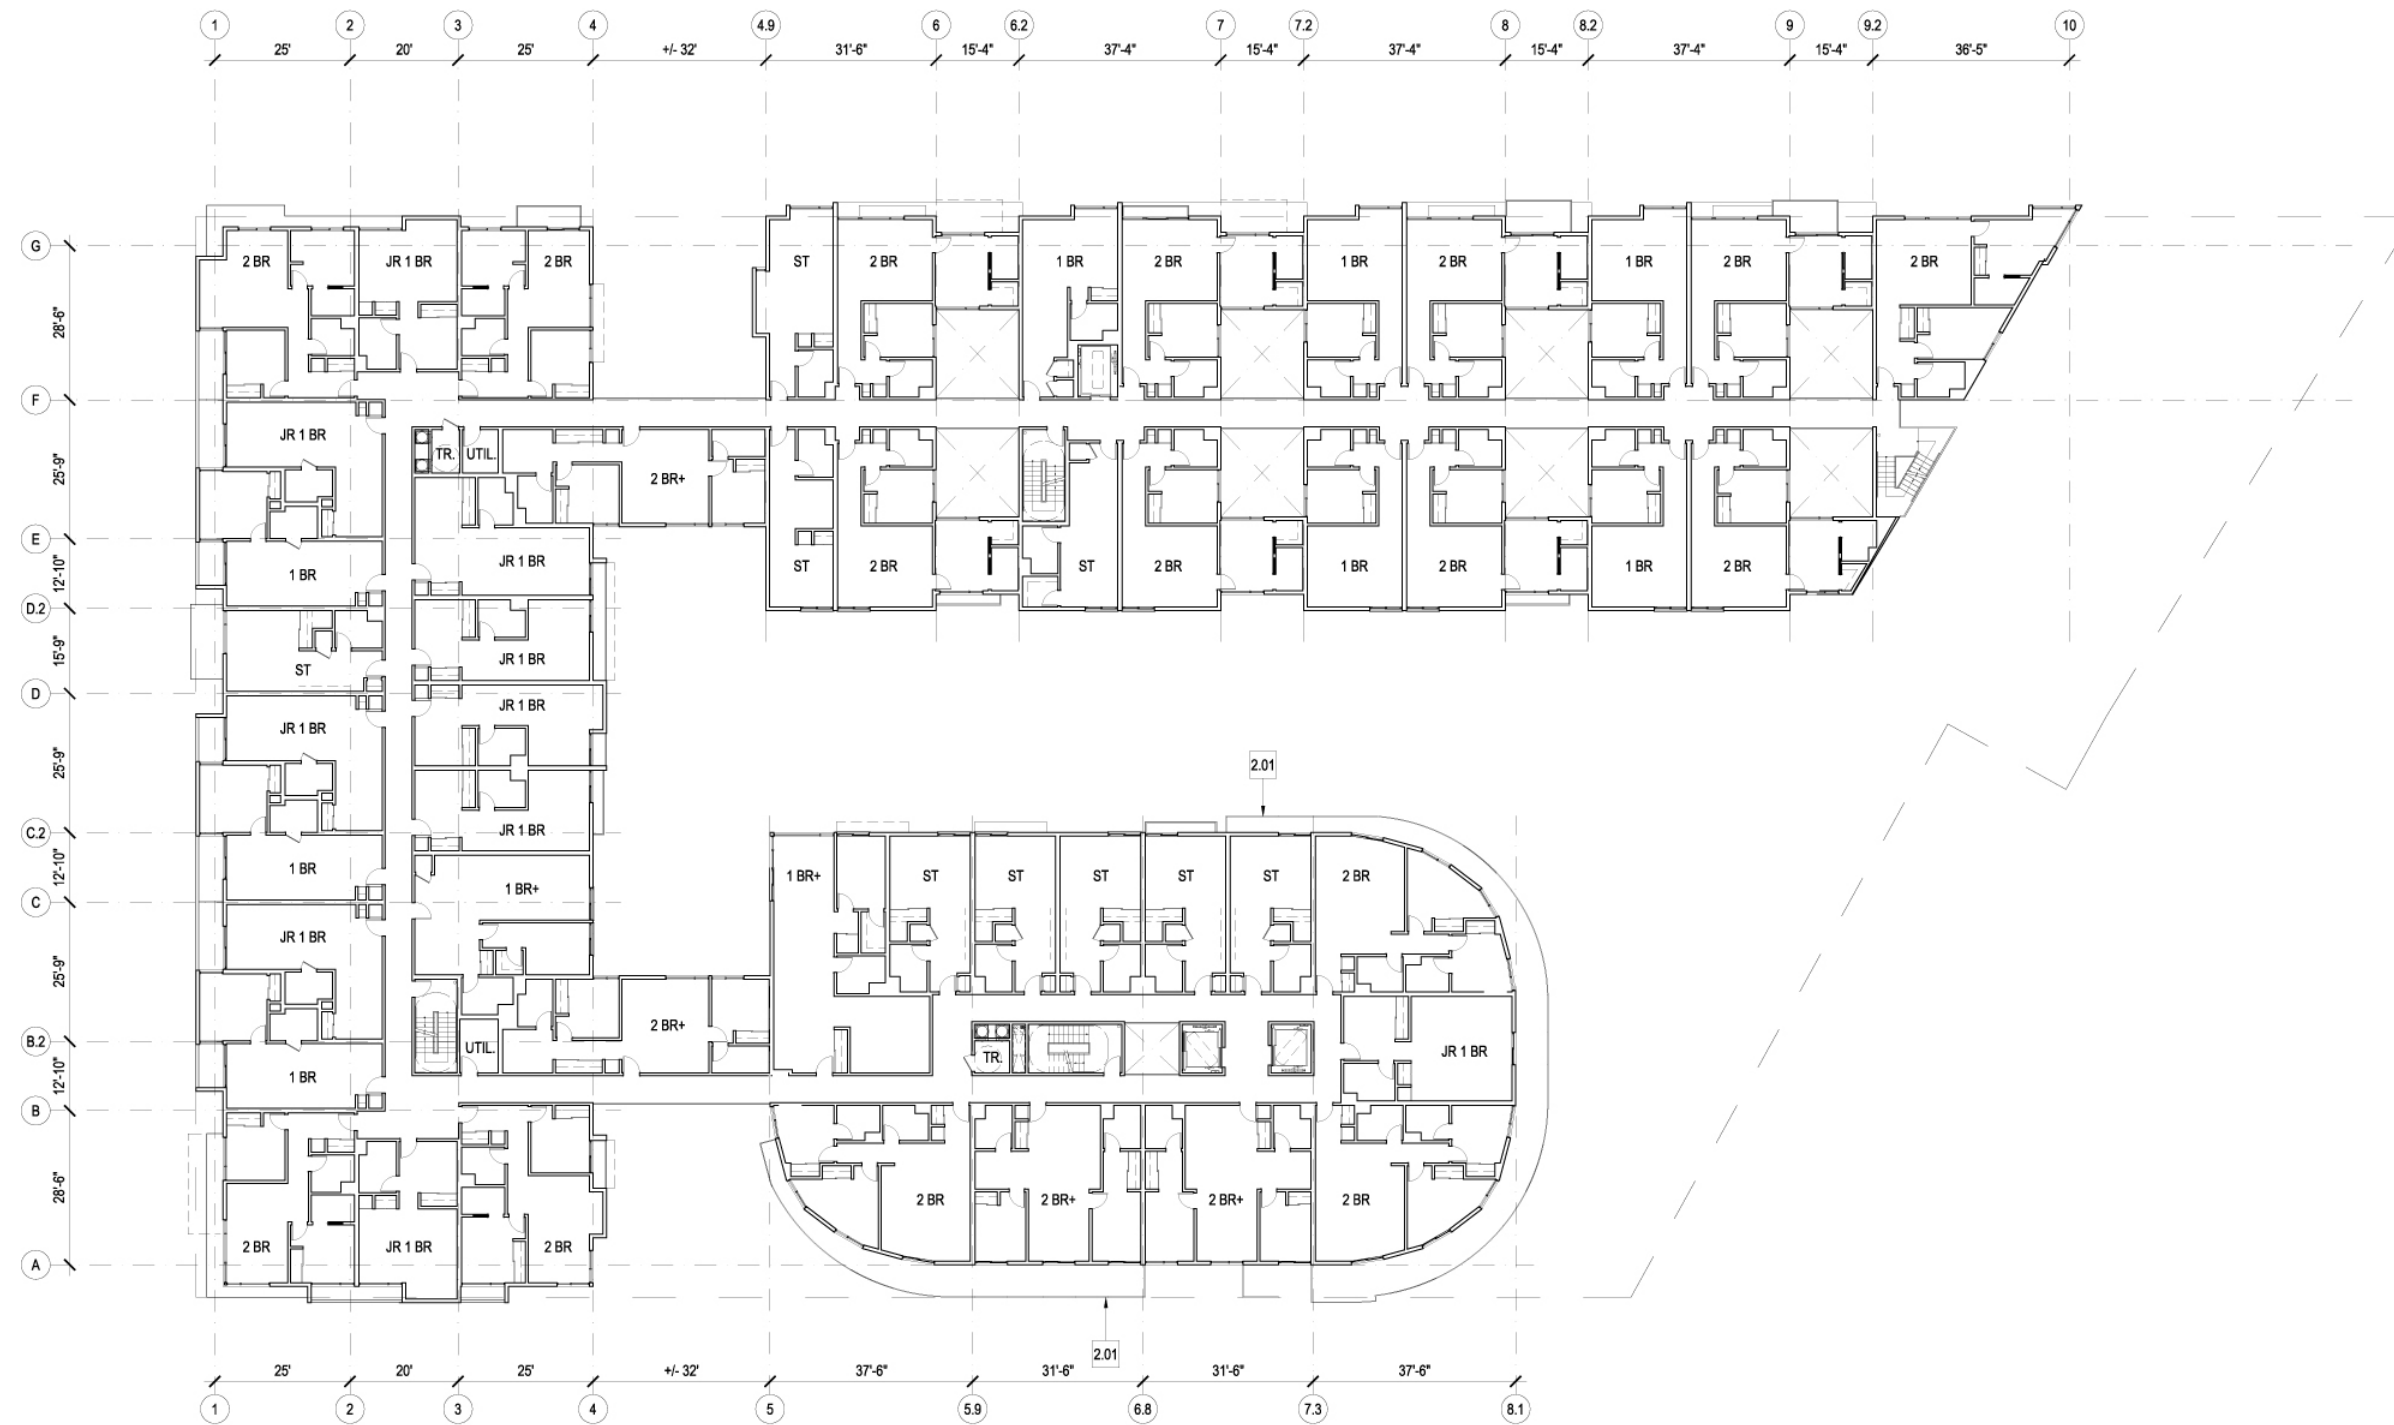 1 2 3 4 4.9 6 6.2 7 7.2 8 8.2 9 9.2 10
25' 20' 25' +/- 32' 31'-6" 15'-4" 37'-4" 15'-4" 37'-4" 15'-4" 37'-4" 15'-4" 36'-5"
G
2 BR JR 1 BR 2 BR ST 2 BR 1 BR 2 BR 1 BR 2 BR 1 BR 2 BR 2 BR
28'-6"
F
JR 1 BR
TR. UTIL.
25'-9"
2 BR+
E
JR 1 BR
ST 2 BR ST 2 BR 1 BR 2 BR 1 BR 2 BR
1 BR
12'-10"
D.2
15'-9"
JR 1 BR
ST
D
JR 1 BR
JR 1 BR
25'-9"
2.01
C.2
JR 1 BR
1 BR
12'-10"
1 BR+
1 BR+ ST ST ST ST ST 2 BR
C
JR 1 BR
25'-9"
2 BR+
B.2
UTIL.
TR.
JR 1 BR
1 BR
12'-10"
B
28'-6"
2 BR 2 BR+ 2 BR+ 2 BR
2 BR JR 1 BR 2 BR
A
2.01
25' 20' 25' +/- 32' 37'-6" 31'-6" 31'-6" 37'-6"
1 2 3 4 5 5.9 6.8 7.3 8.1